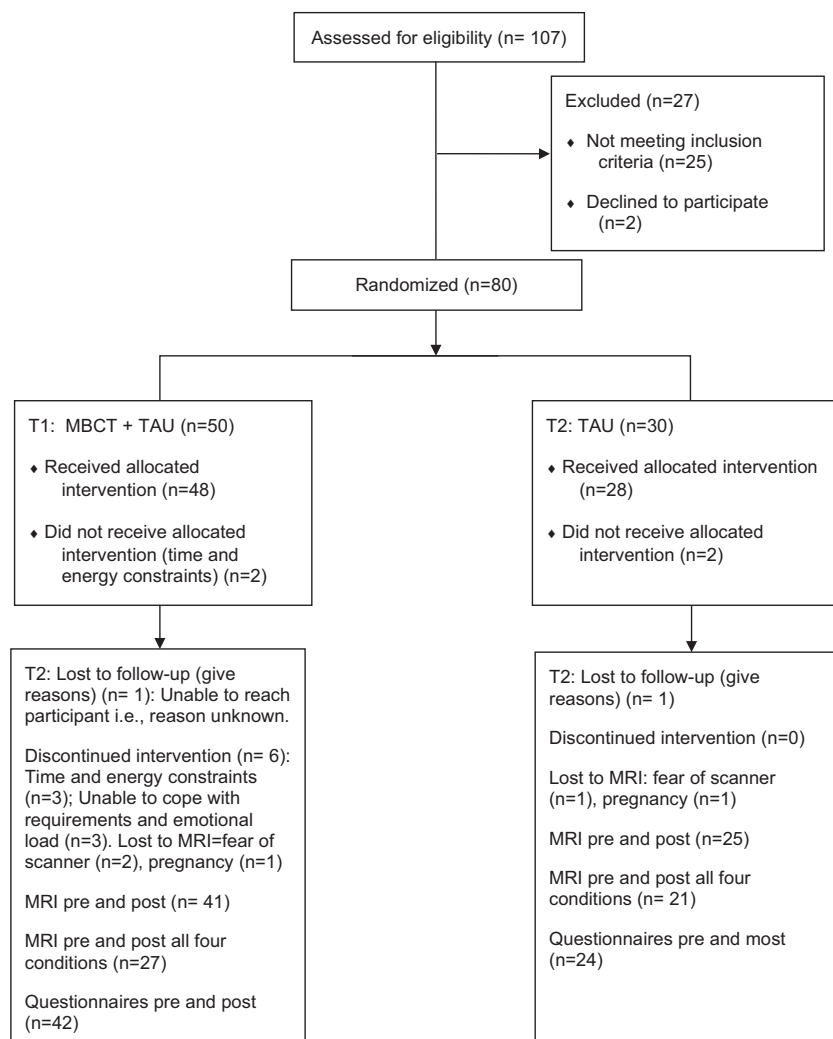 Assessed for eligibility (n= 107)
Excluded (n=27)
♦ Not meeting inclusion
criteria (n=25)
♦ Declined to participate
(n=2)
Randomized (n=80)
T1: MBCT + TAU (n=50)
♦ Received allocated
intervention (n=48)
♦ Did not receive allocated
intervention (time and
energy constraints) (n=2)
T2: TAU (n=30)
♦ Received allocated intervention
(n=28)
♦ Did not receive allocated
intervention (n=2)
T2: Lost to follow-up (give
reasons) (n= 1): Unable to reach
participant i.e., reason unknown.
Discontinued intervention (n= 6):
Time and energy constraints
(n=3); Unable to cope with
requirements and emotional
load (n=3). Lost to MRI=fear of
scanner (n=2), pregnancy (n=1)
MRI pre and post (n= 41)
MRI pre and post all four
conditions (n=27)
Questionnaires pre and post
(n=42)
T2: Lost to follow-up (give
reasons) (n= 1)
Discontinued intervention (n=0)
Lost to MRI: fear of scanner
(n=1), pregnancy (n=1)
MRI pre and post (n=25)
MRI pre and post all four
conditions (n= 21)
Questionnaires pre and most
(n=24)